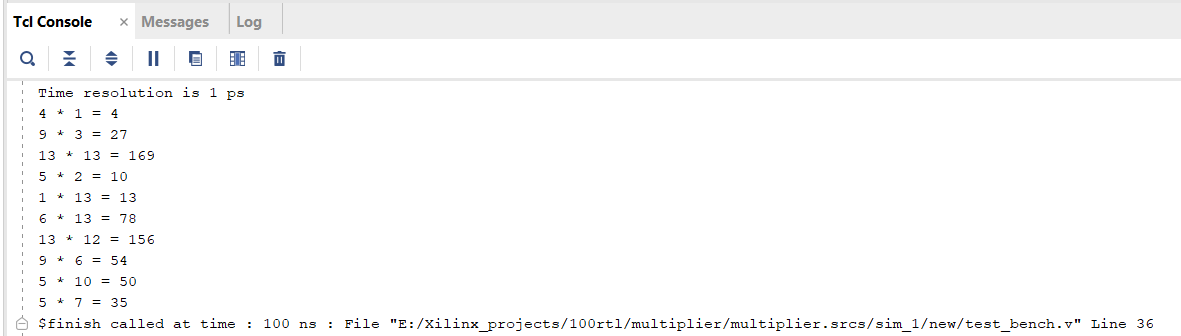 Tcl Console × Messages Log
Time resolution is 1 ps
4 * 1 = 4
9 * 3 = 27
13 * 13 = 169
5 * 2 = 10
1 * 13 = 13
6 * 13 = 78
13 * 12 = 156
9 * 6 = 54
5 * 10 = 50
5 * 7 = 35
$finish called at time : 100 ns : File "E:/Xilinx_projects/100rtl/multiplier/multiplier.srcs/sim_1/new/test_bench.v" Line 36